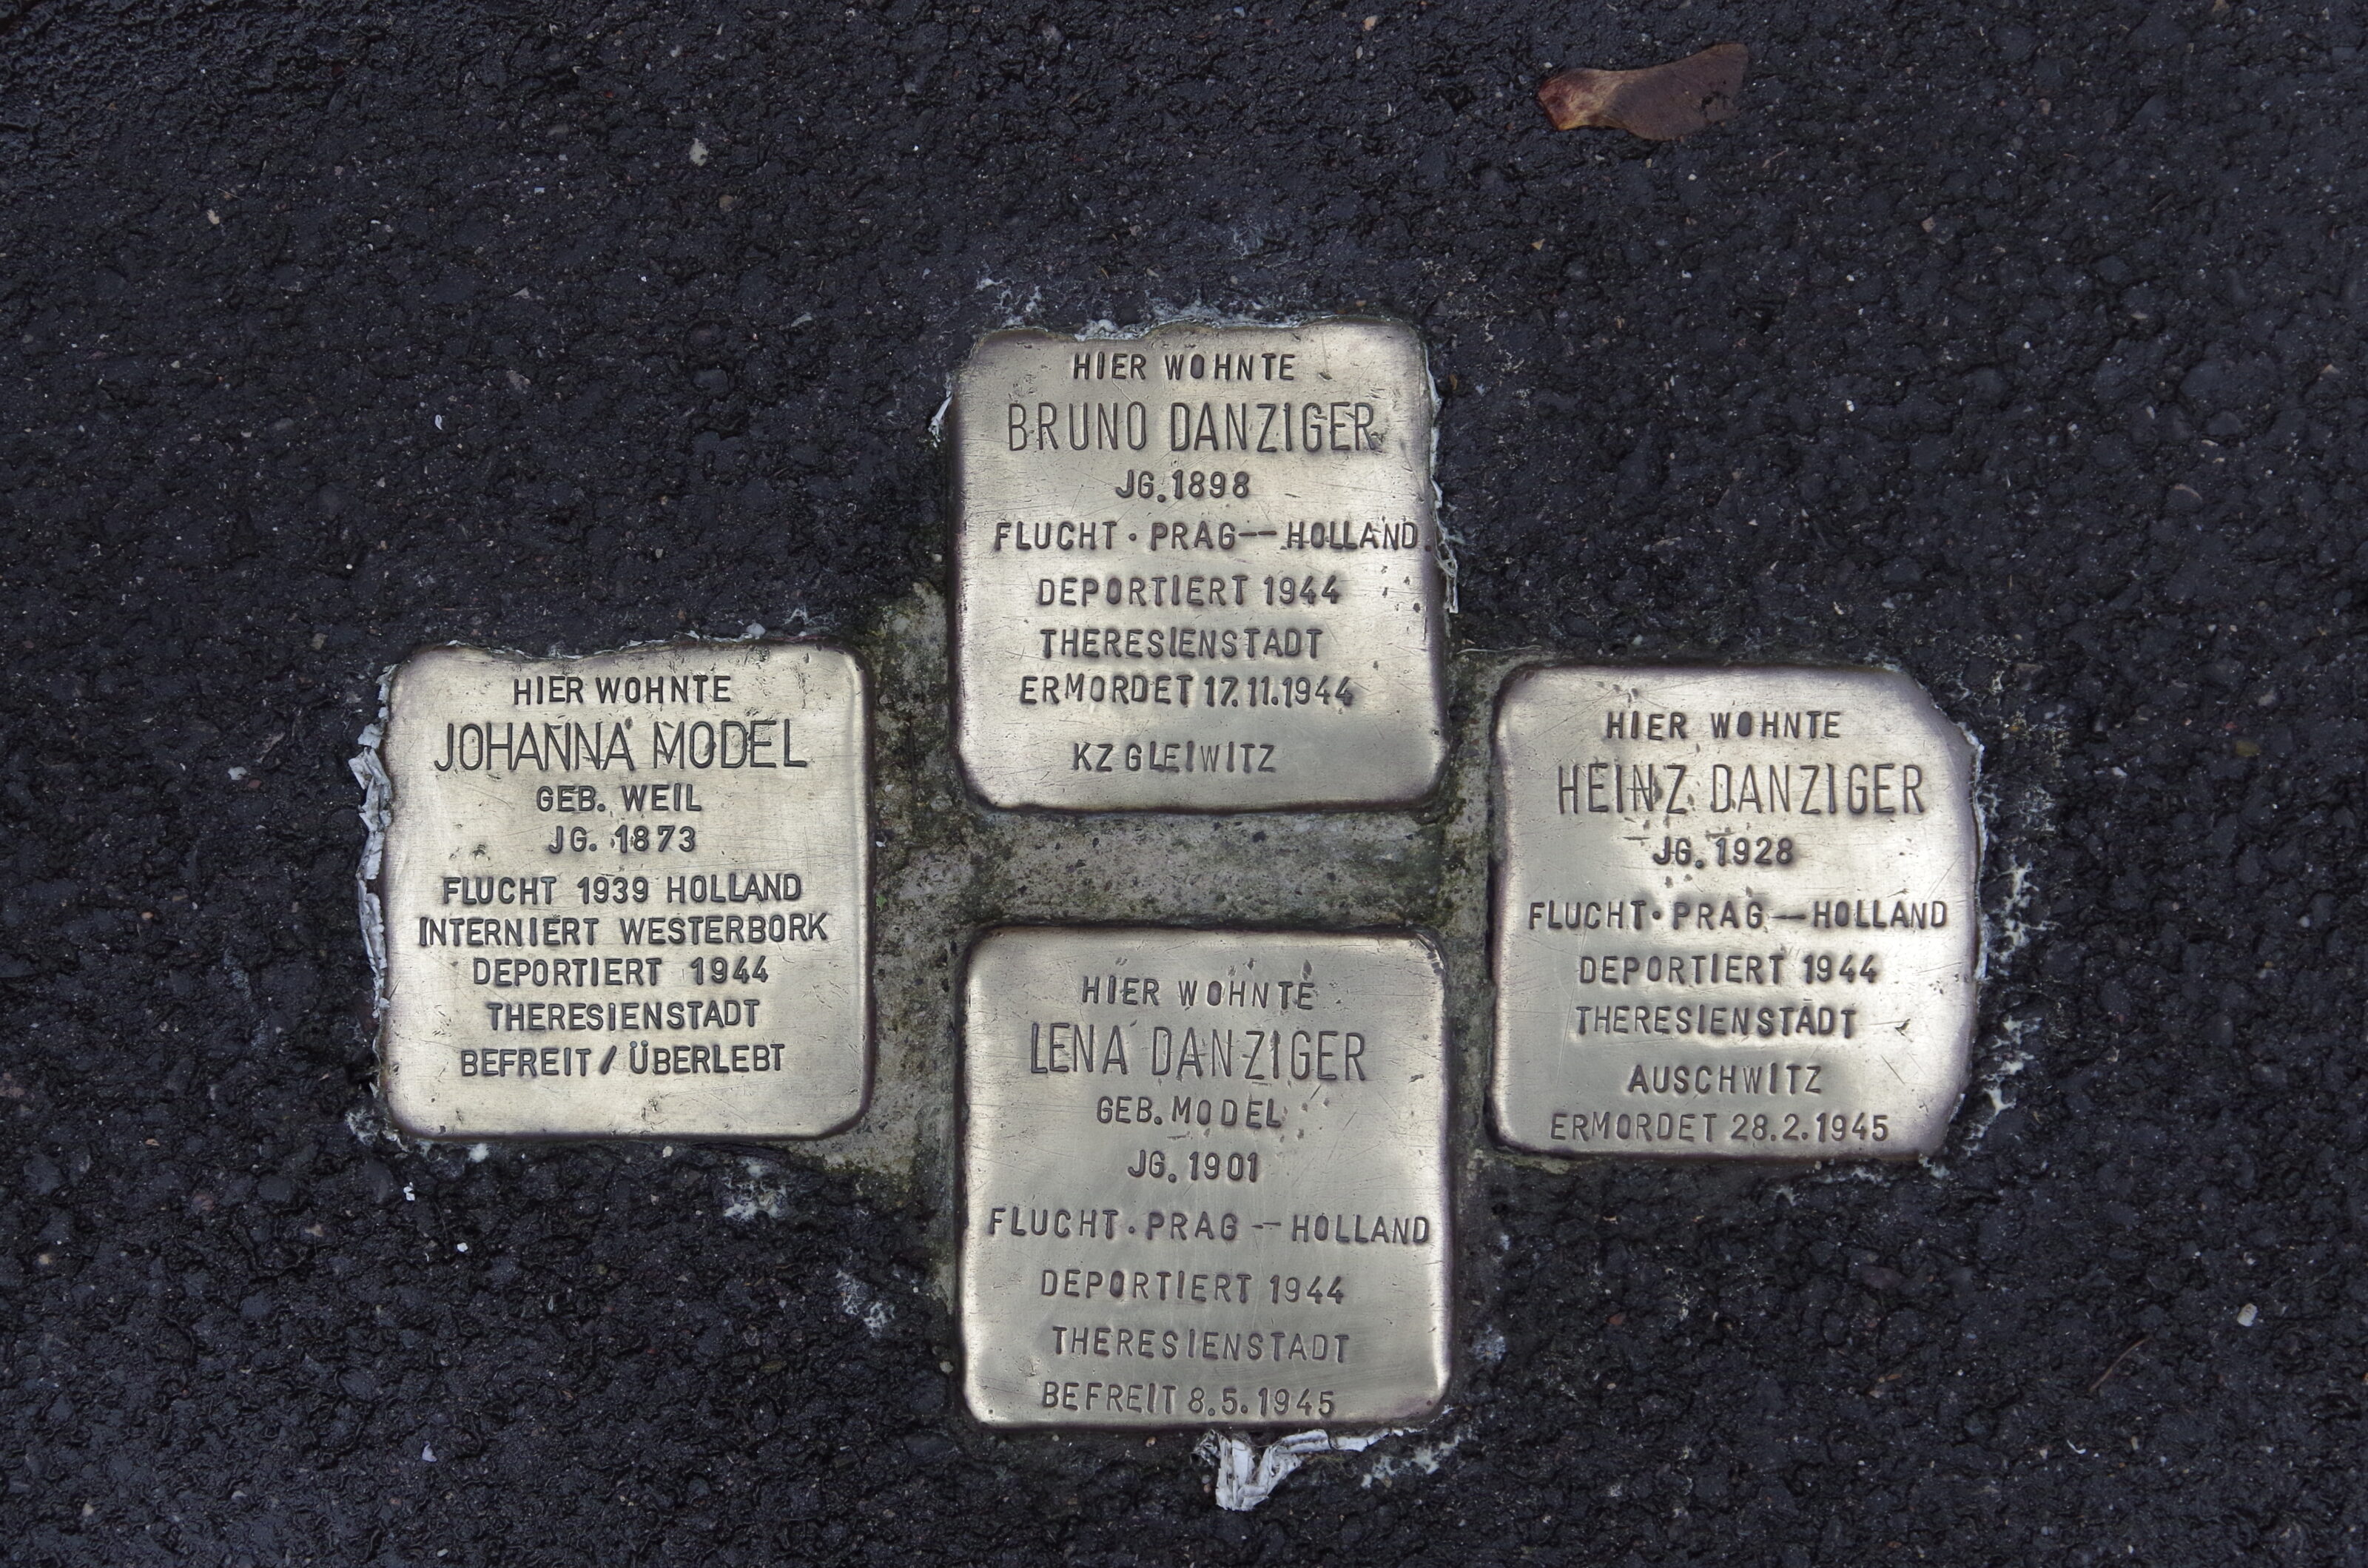 HIER WOHNTE
BRUNO DANZIGER
JG. 1898
FLUCHT · PRAG — HOLLAND
DEPORTIERT 1944
THERESIENSTADT
ERMORDET 17.11.1944
KZ GLEIWITZ
HIER WOHNTE
JOHANNA MODEL
GEB. WEIL
JG. 1873
FLUCHT 1939 HOLLAND
INTERNIERT WESTERBORK
DEPORTIERT 1944
THERESIENSTADT
BEFREIT / ÜBERLEBT
HIER WOHNTE
HEINZ DANZIGER
JG. 1928
FLUCHT · PRAG — HOLLAND
DEPORTIERT 1944
THERESIENSTADT
AUSCHWITZ
ERMORDET 28.2.1945
HIER WOHNTE
LENA DANZIGER
GEB. MODEL
JG. 1901
FLUCHT · PRAG — HOLLAND
DEPORTIERT 1944
THERESIENSTADT
BEFREIT 8.5.1945